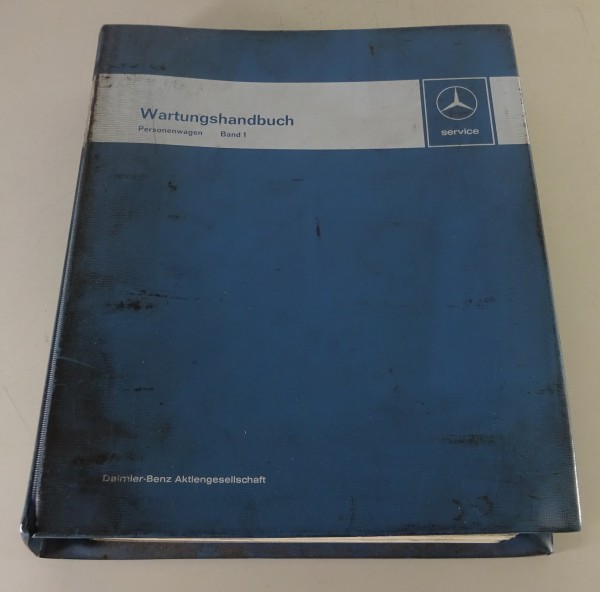 Wartungshandbuch
Personenwagen Band 1
service
Daimler-Benz Aktiengesellschaft